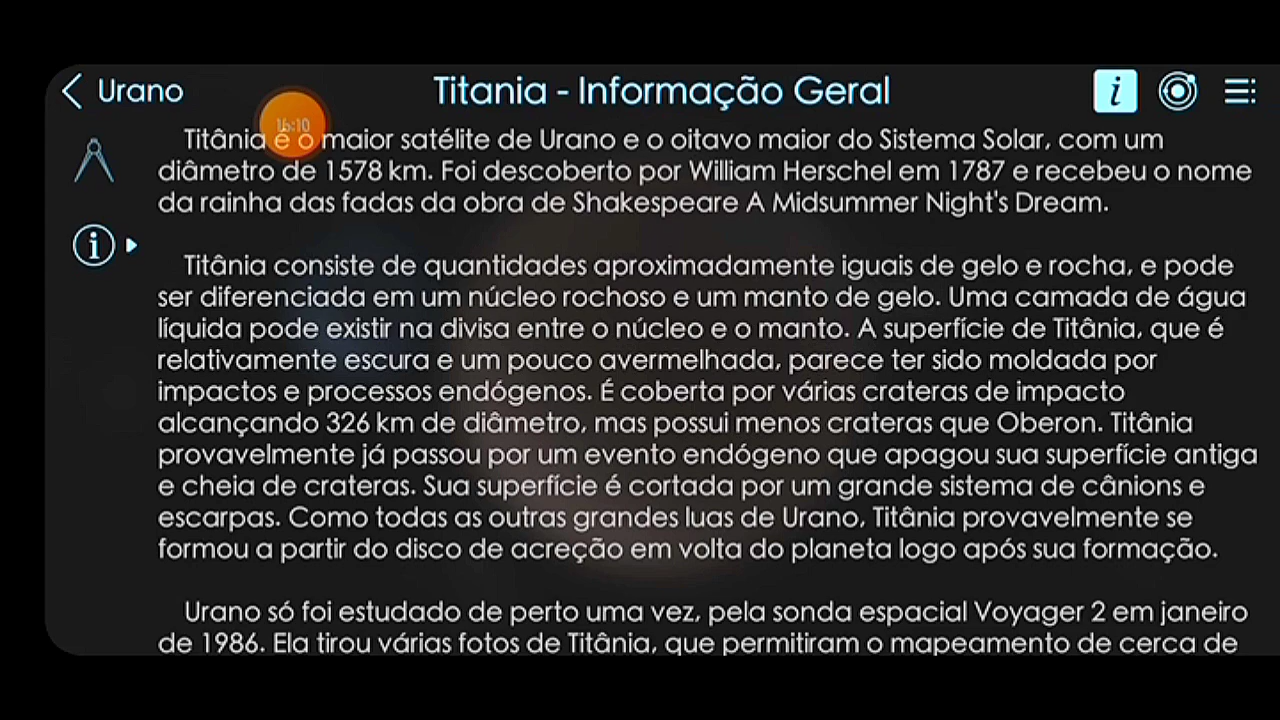 Urano
Titania - Informação Geral
16:10
Titânia é o maior satélite de Urano e o oitavo maior do Sistema Solar, com um
diâmetro de 1578 km. Foi descoberto por William Herschel em 1787 e recebeu o nome
da rainha das fadas da obra de Shakespeare A Midsummer Night's Dream.
Titânia consiste de quantidades aproximadamente iguais de gelo e rocha, e pode
ser diferenciada em um núcleo rochoso e um manto de gelo. Uma camada de água
líquida pode existir na divisa entre o núcleo e o manto. A superfície de Titânia, que é
relativamente escura e um pouco avermelhada, parece ter sido moldada por
impactos e processos endógenos. É coberta por várias crateras de impacto
alcançando 326 km de diâmetro, mas possui menos crateras que Oberon. Titânia
provavelmente já passou por um evento endógeno que apagou sua superfície antiga
e cheia de crateras. Sua superfície é cortada por um grande sistema de cânions e
escarpas. Como todas as outras grandes luas de Urano, Titânia provavelmente se
formou a partir do disco de acreção em volta do planeta logo após sua formação.
Urano só foi estudado de perto uma vez, pela sonda espacial Voyager 2 em janeiro
de 1986. Ela tirou várias fotos de Titânia, que permitiram o mapeamento de cerca de